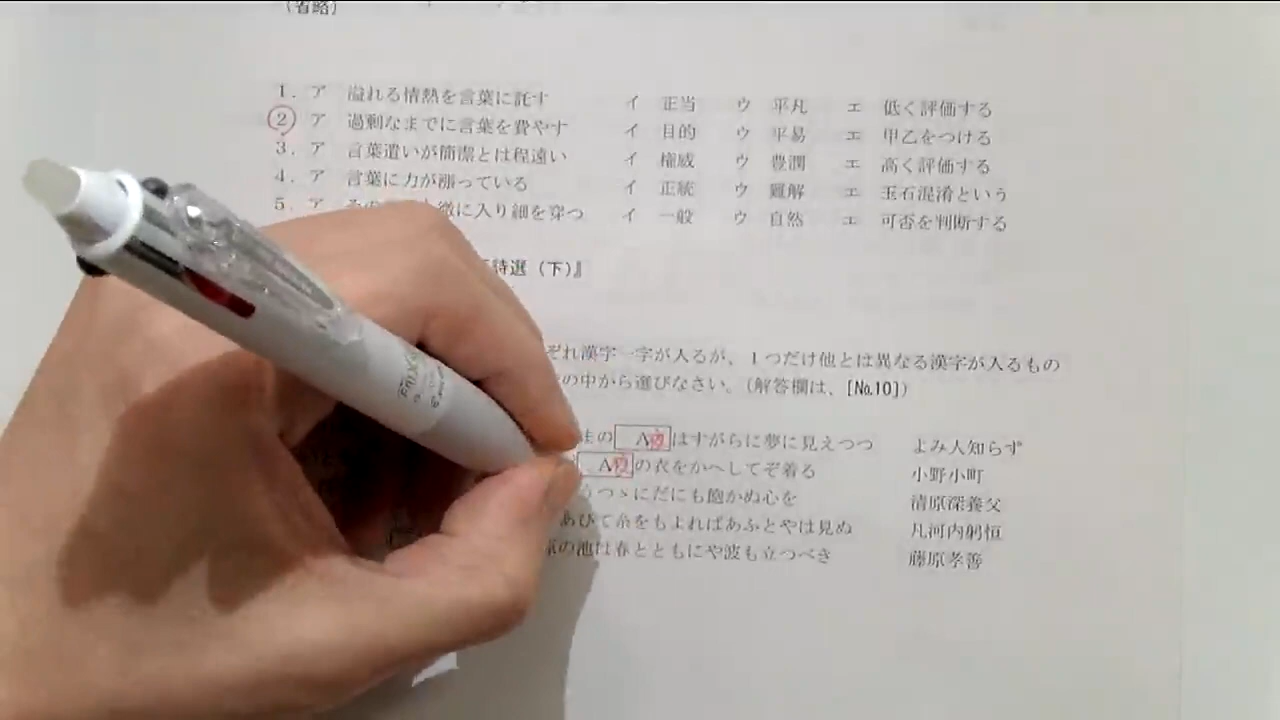 (省略)
1. ア 溢れる情熱を言葉に託す イ 正当 ウ 平凡 エ 低く評価する
2 ア 過剰なまでに言葉を費やす イ 目的 ウ 平易 エ 甲乙をつける
3. ア 言葉遣いが簡潔とは程遠い イ 権威 ウ 豊潤 エ 高く評価する
4. ア 言葉に力が漲っている イ 正統 ウ 難解 エ 玉石混淆という
5. ア 微に入り細を穿つ イ 一般 ウ 自然 エ 可否を判断する
待選(下)』
ぞれ漢字一字が入るが、1つだけ他とは異なる漢字が入るもの
の中から選びなさい。(解答欄は、[No.10])
の A はすがらに夢に見えつつ よみ人知らず
A の衣をかへしてぞ着る 小野小町
うつゝにだにも飽かぬ心を 清原深養父
あひて糸をもよればあふとやは見ぬ 凡河内躬恒
の池は春とともにや波も立つべき 藤原孝善